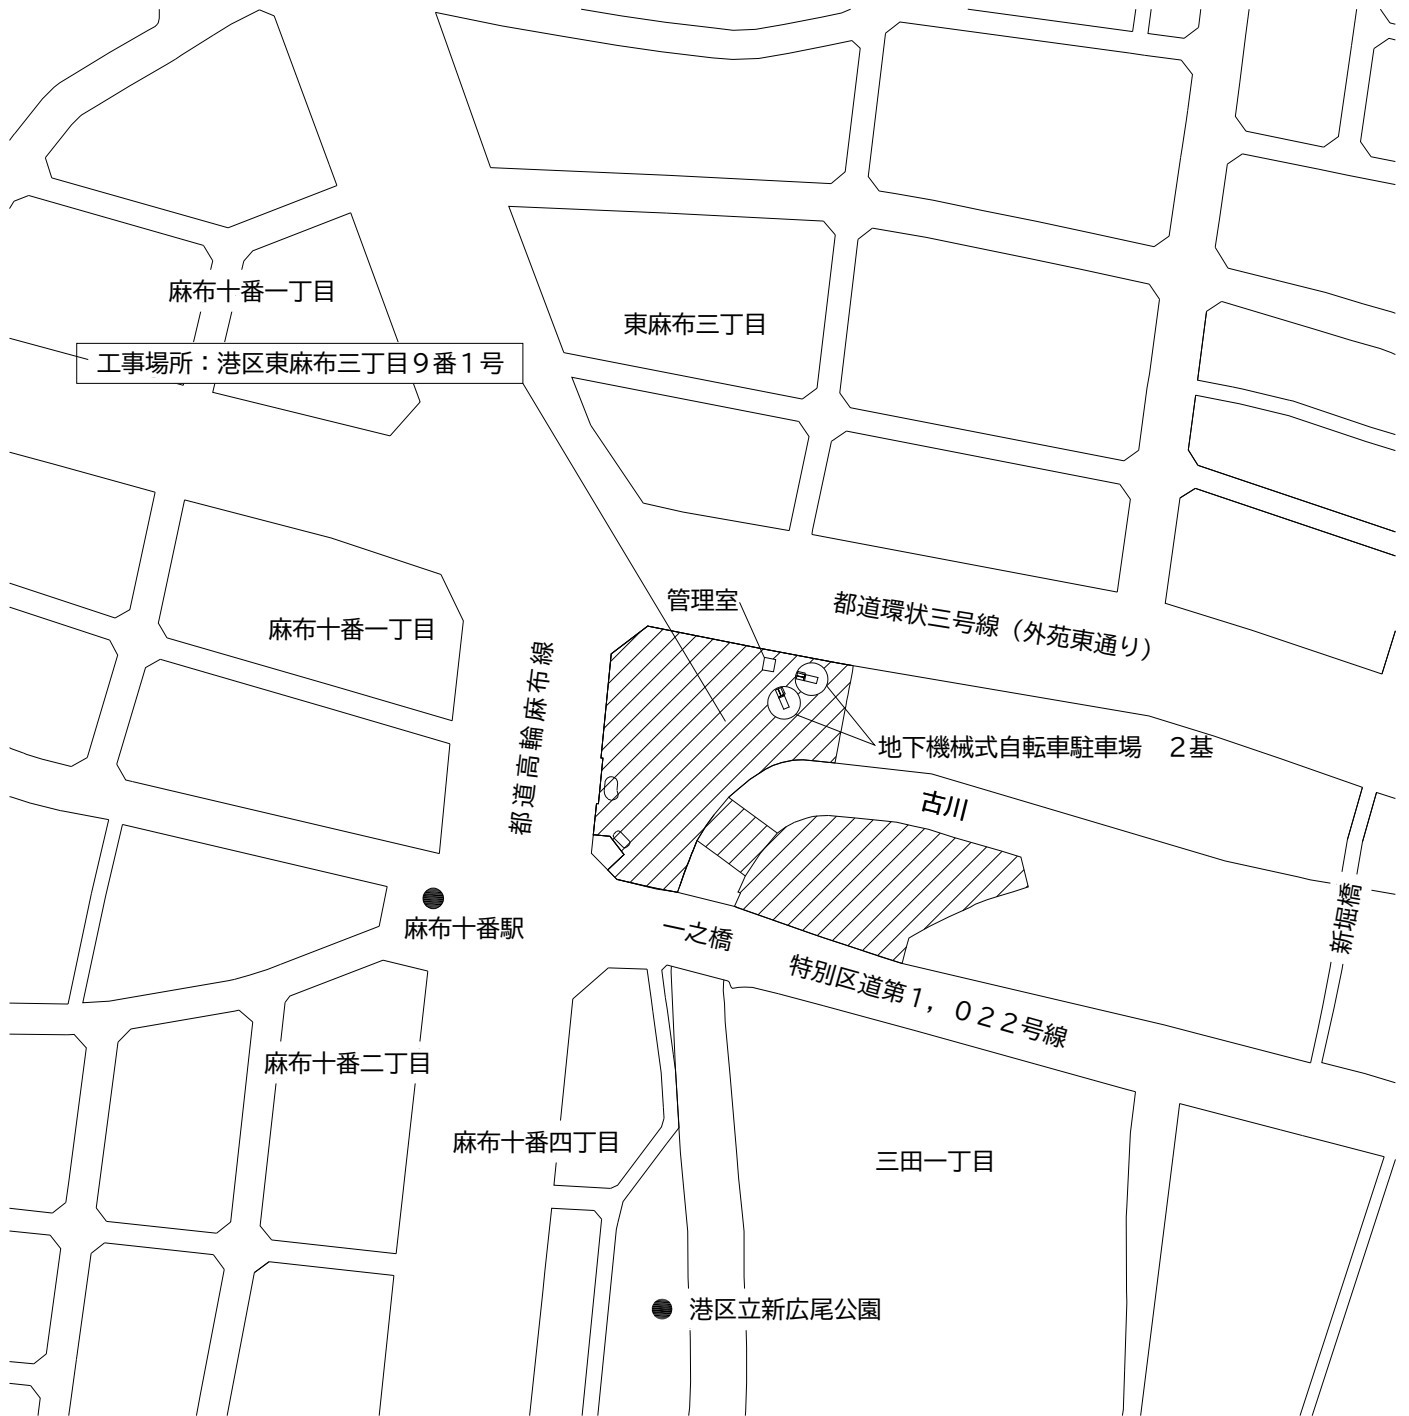 麻布十番一丁目
東麻布三丁目
工事場所：港区東麻布三丁目９番１号
管理室
都道環状三号線（外苑東通り）
麻布十番一丁目
都道高輪麻布線
地下機械式自転車駐車場　２基
古川
新堀橋
麻布十番駅
一之橋
特別区道第１，０２２号線
麻布十番二丁目
麻布十番四丁目
三田一丁目
港区立新広尾公園